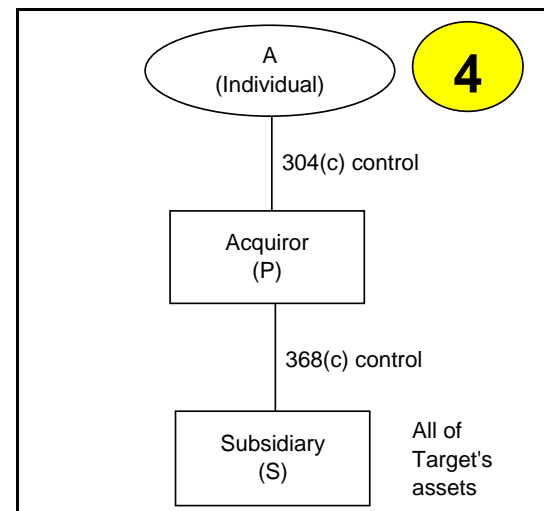 A
(Individual)
4
304(c) control
Acquiror
(P)
368(c) control
Subsidiary
(S)
All of
Target's
assets